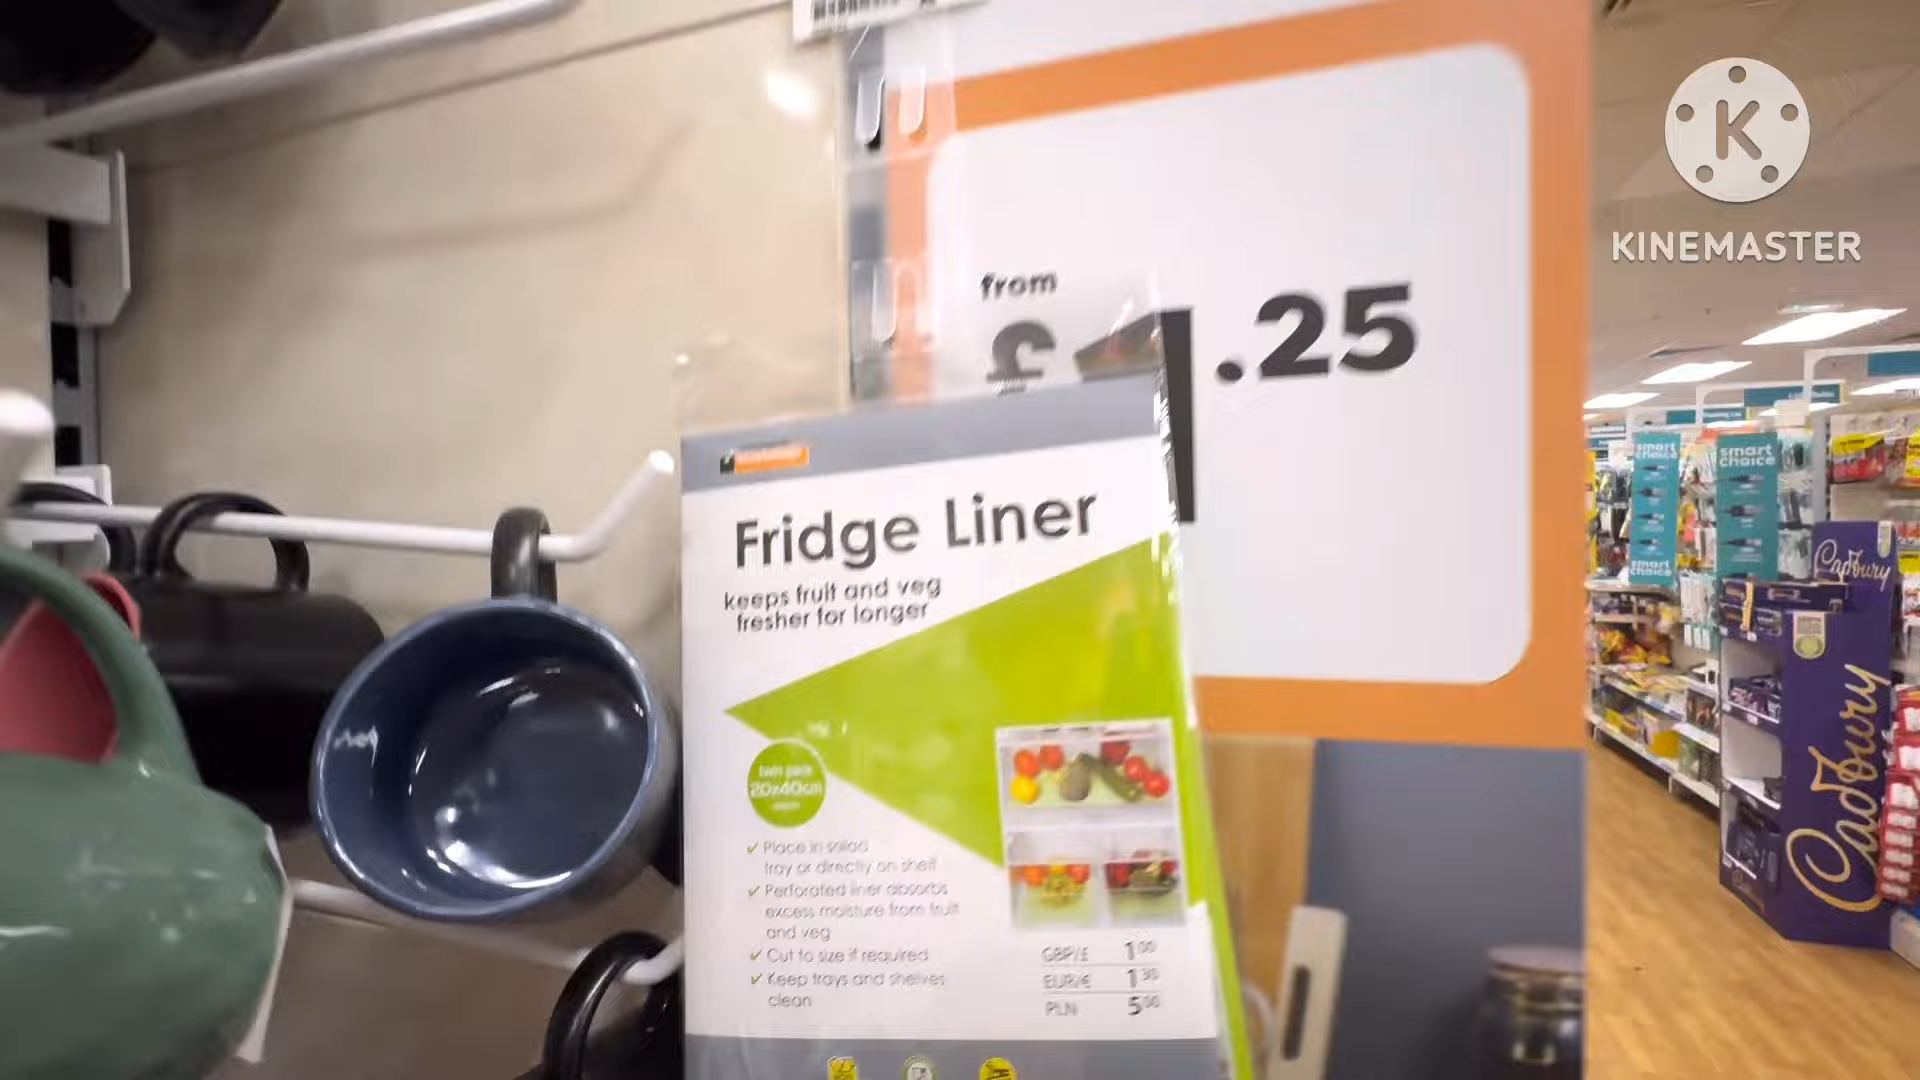 KINEMASTER
from
£1.25
Fridge Liner
keeps fruit and veg
fresher for longer
twin pack
20x40cm
Place in salad
tray or directly on shelf
Perforated liner absorbs
excess moisture from fruit
and veg
Cut to size if required
Keep trays and shelves
clean
GBP/£ 1.00
EUR/€ 1.30
PLN 5.00
smart
choice
smart
choice
smart
choice
Cadbury
Cadbury